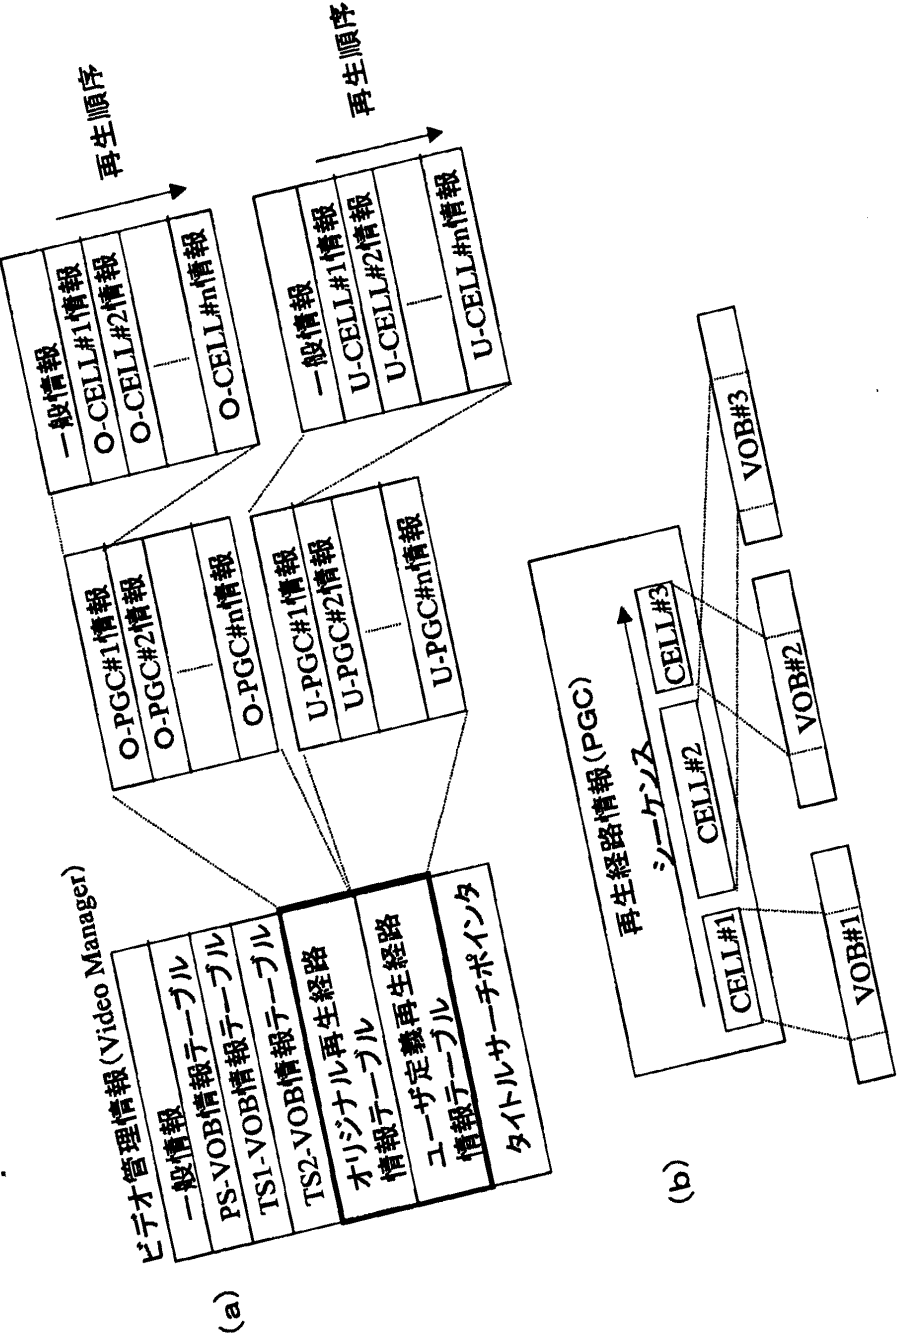 (a)
ビデオ管理情報(Video Manager)
一般情報
PS-VOB情報テーブル
TS1-VOB情報テーブル
TS2-VOB情報テーブル
オリジナル再生経路
情報テーブル
ユーザ定義再生経路
情報テーブル
タイトルサーチポインタ
O-PGC#1情報
O-PGC#2情報
O-PGC#n情報
U-PGC#1情報
U-PGC#2情報
U-PGC#n情報
一般情報
O-CELL#1情報
O-CELL#2情報
O-CELL#n情報
再生順序
一般情報
U-CELL#1情報
U-CELL#2情報
U-CELL#n情報
再生順序
(b)
再生経路情報(PGC)
シーケンス
CELL#1
CELL#2
CELL#3
VOB#1
VOB#2
VOB#3